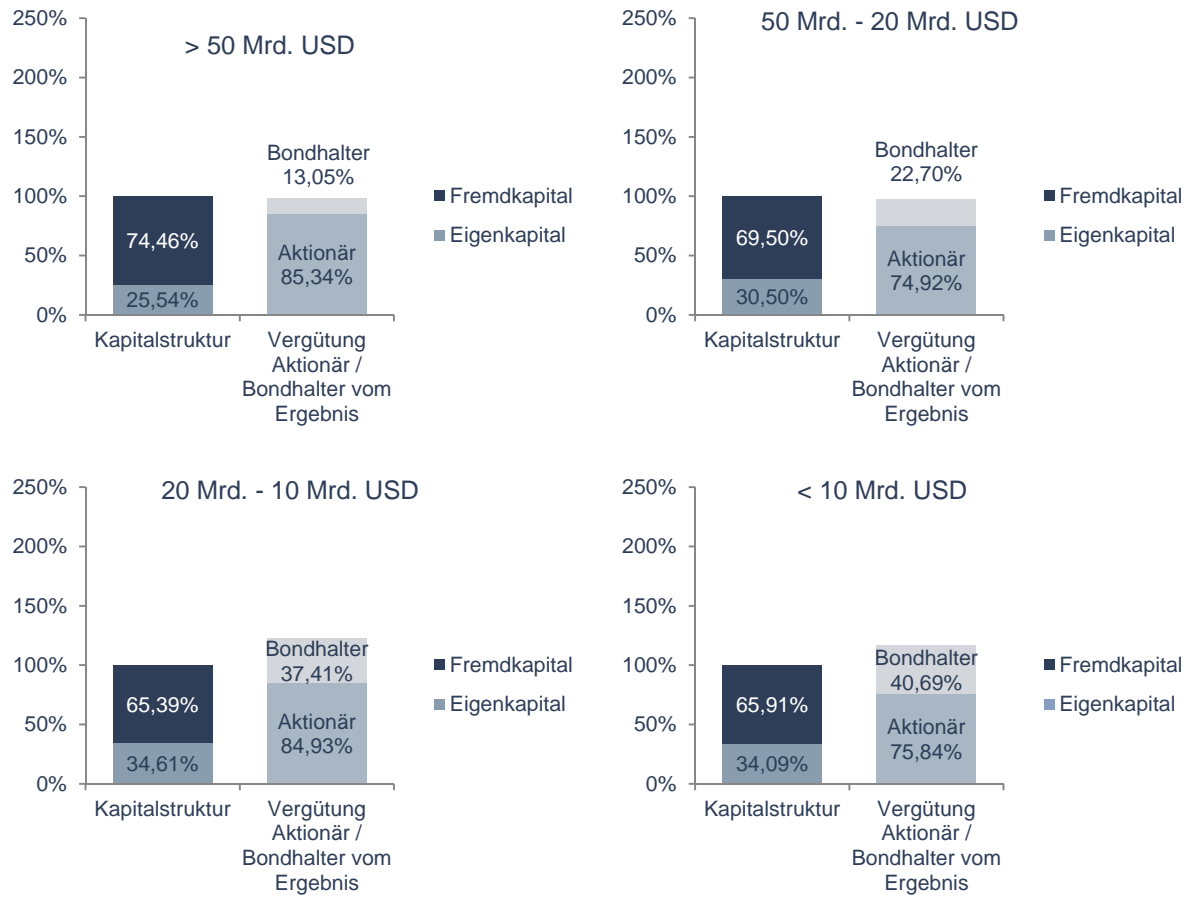 > 50 Mrd. USD
250%
200%
150%
100%
50%
0%
Bondhalter
13,05%
74,46%
25,54%
Aktionär
85,34%
Kapitalstruktur
Vergütung
Aktionär /
Bondhalter vom
Ergebnis
Fremdkapital
Eigenkapital
50 Mrd. - 20 Mrd. USD
250%
200%
150%
100%
50%
0%
Bondhalter
22,70%
69,50%
30,50%
Aktionär
74,92%
Kapitalstruktur
Vergütung
Aktionär /
Bondhalter vom
Ergebnis
Fremdkapital
Eigenkapital
20 Mrd. - 10 Mrd. USD
250%
200%
150%
100%
50%
0%
Bondhalter
37,41%
65,39%
34,61%
Aktionär
84,93%
Kapitalstruktur
Vergütung
Aktionär /
Bondhalter vom
Ergebnis
Fremdkapital
Eigenkapital
< 10 Mrd. USD
250%
200%
150%
100%
50%
0%
Bondhalter
40,69%
65,91%
34,09%
Aktionär
75,84%
Kapitalstruktur
Vergütung
Aktionär /
Bondhalter vom
Ergebnis
Fremdkapital
Eigenkapital